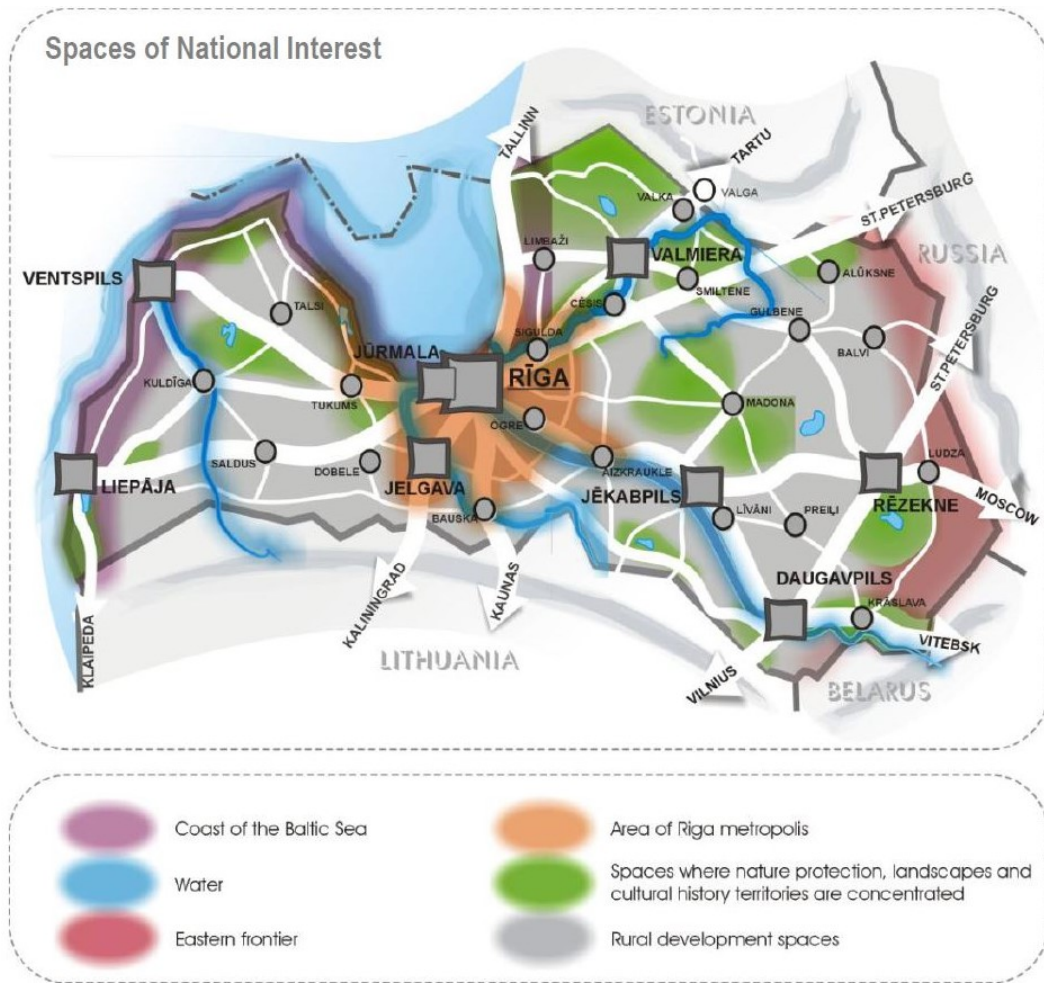 Spaces of National Interest
ESTONIA
TALLINN
TARTU
VALKA
VALGA
ST.PETERSBURG
RUSSIA
LIMBAŽI
VALMIERA
VENTSPILS
ALŪKSNE
SMILTENE
CĒSIS
TALSI
GULBENE
SIGULDA
BALVI
ST.PETERSBURG
JŪRMALA
RĪGA
KULDĪGA
TUKUMS
MADONA
OGRE
SALDUS
DOBELE
AIZKRAUKLE
LUDZA
LIEPĀJA
JELGAVA
JĒKABPILS
RĒZEKNE
MOSCOW
BAUSKA
LĪVĀNI
PREIĻI
DAUGAVPILS
KALININGRAD
KAUNAS
KRĀSLAVA
KLAIPEDA
LITHUANIA
VILNIUS
VITEBSK
BELARUS
Coast of the Baltic Sea
Water
Eastern frontier
Area of Riga metropolis
Spaces where nature protection, landscapes and
cultural history territories are concentrated
Rural development spaces